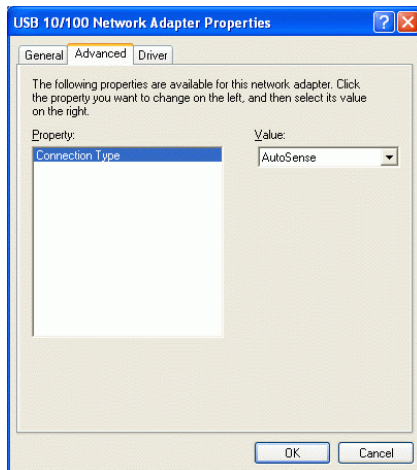 USB 10/100 Network Adapter Properties
General Advanced Driver
The following properties are available for this network adapter. Click
the property you want to change on the left, and then select its value
on the right.
Property: Value:
Connection Type AutoSense
OK Cancel